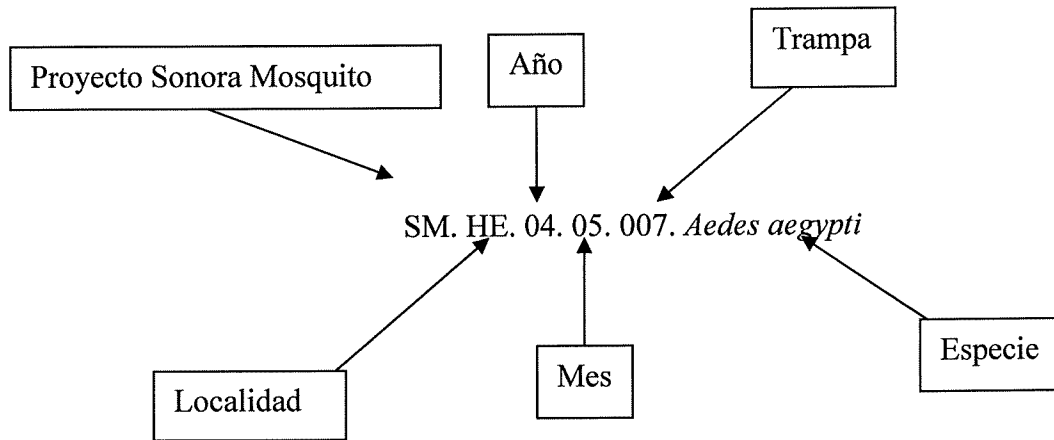 Trampa
Año
Proyecto Sonora Mosquito
SM. HE. 04. 05. 007. Aedes aegypti
Especie
Mes
Localidad